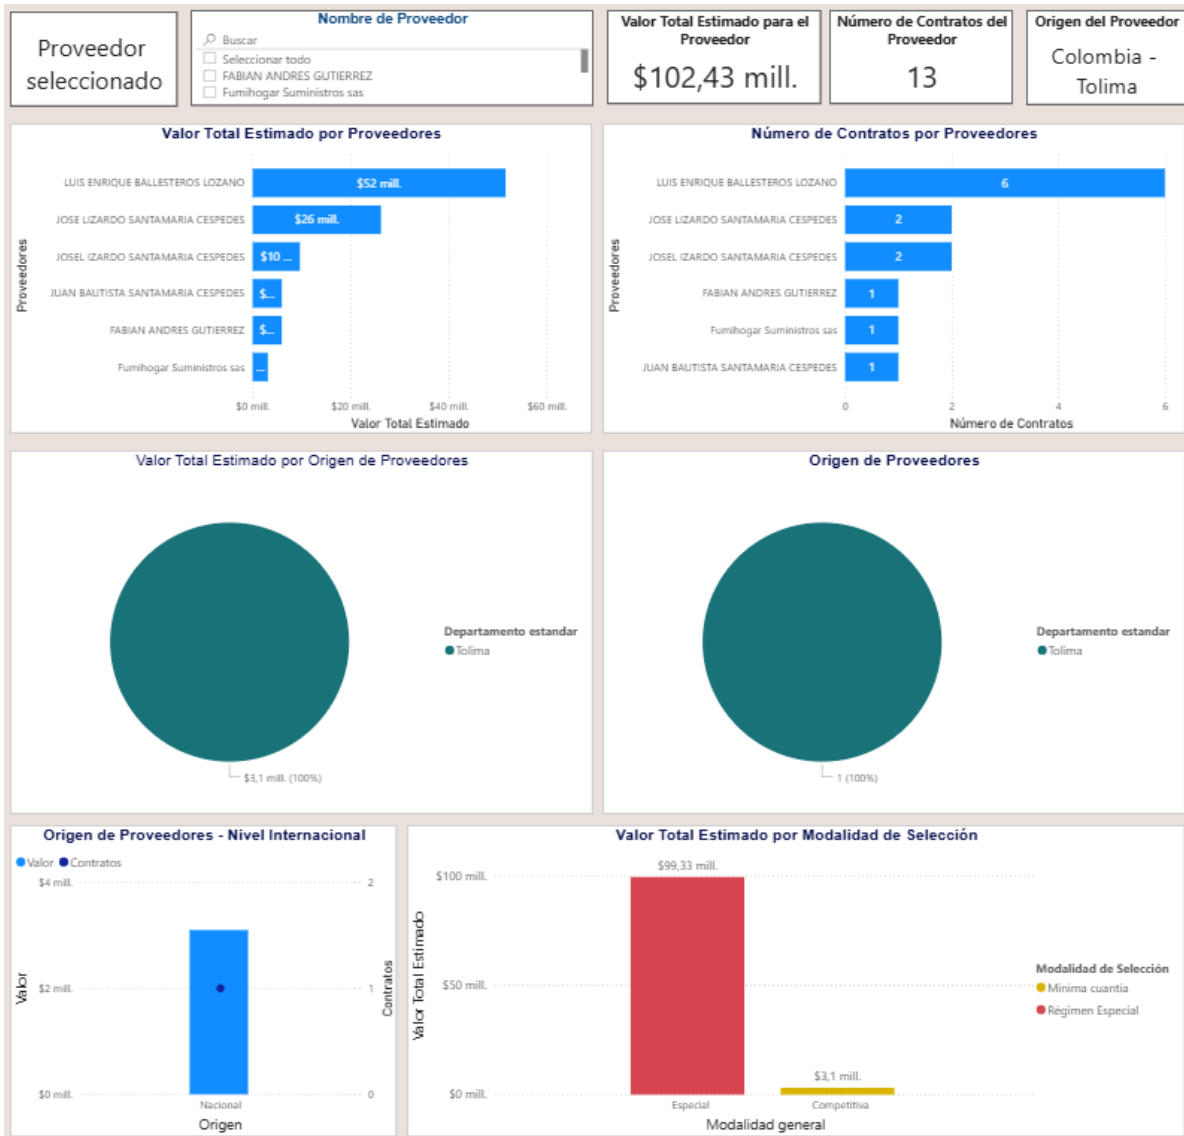 Proveedor
seleccionado
Nombre de Proveedor
Buscar
Seleccionar todo
FABIAN ANDRES GUTIERREZ
Fumihogar Suministros sas
Valor Total Estimado para el
Proveedor
$102,43 mill.
Número de Contratos del
Proveedor
13
Origen del Proveedor
Colombia -
Tolima
Valor Total Estimado por Proveedores
Proveedores
LUIS ENRIQUE BALLESTEROS LOZANO
$52 mill.
JOSE LIZARDO SANTAMARIA CESPEDES
$26 mill.
JOSEL IZARDO SANTAMARIA CESPEDES
$10 ...
JUAN BAUTISTA SANTAMARIA CESPEDES
$...
FABIAN ANDRES GUTIERREZ
$...
Fumihogar Suministros sas
...
$0 mill.
$20 mill.
$40 mill.
$60 mill.
Valor Total Estimado
Número de Contratos por Proveedores
Proveedores
LUIS ENRIQUE BALLESTEROS LOZANO
6
JOSE LIZARDO SANTAMARIA CESPEDES
2
JOSEL IZARDO SANTAMARIA CESPEDES
2
FABIAN ANDRES GUTIERREZ
1
Fumihogar Suministros sas
1
JUAN BAUTISTA SANTAMARIA CESPEDES
1
0
2
4
6
Número de Contratos
Valor Total Estimado por Origen de Proveedores
Departamento estandar
Tolima
$3,1 mill. (100%)
Origen de Proveedores
Departamento estandar
Tolima
1 (100%)
Origen de Proveedores - Nivel Internacional
Valor
Contratos
$4 mill.
2
$2 mill.
1
$0 mill.
0
Valor
Contratos
Nacional
Origen
Valor Total Estimado por Modalidad de Selección
Valor Total Estimado
$100 mill.
$50 mill.
$0 mill.
$99,33 mill.
$3,1 mill.
Especial
Competitiva
Modalidad general
Modalidad de Selección
Mínima cuantía
Régimen Especial